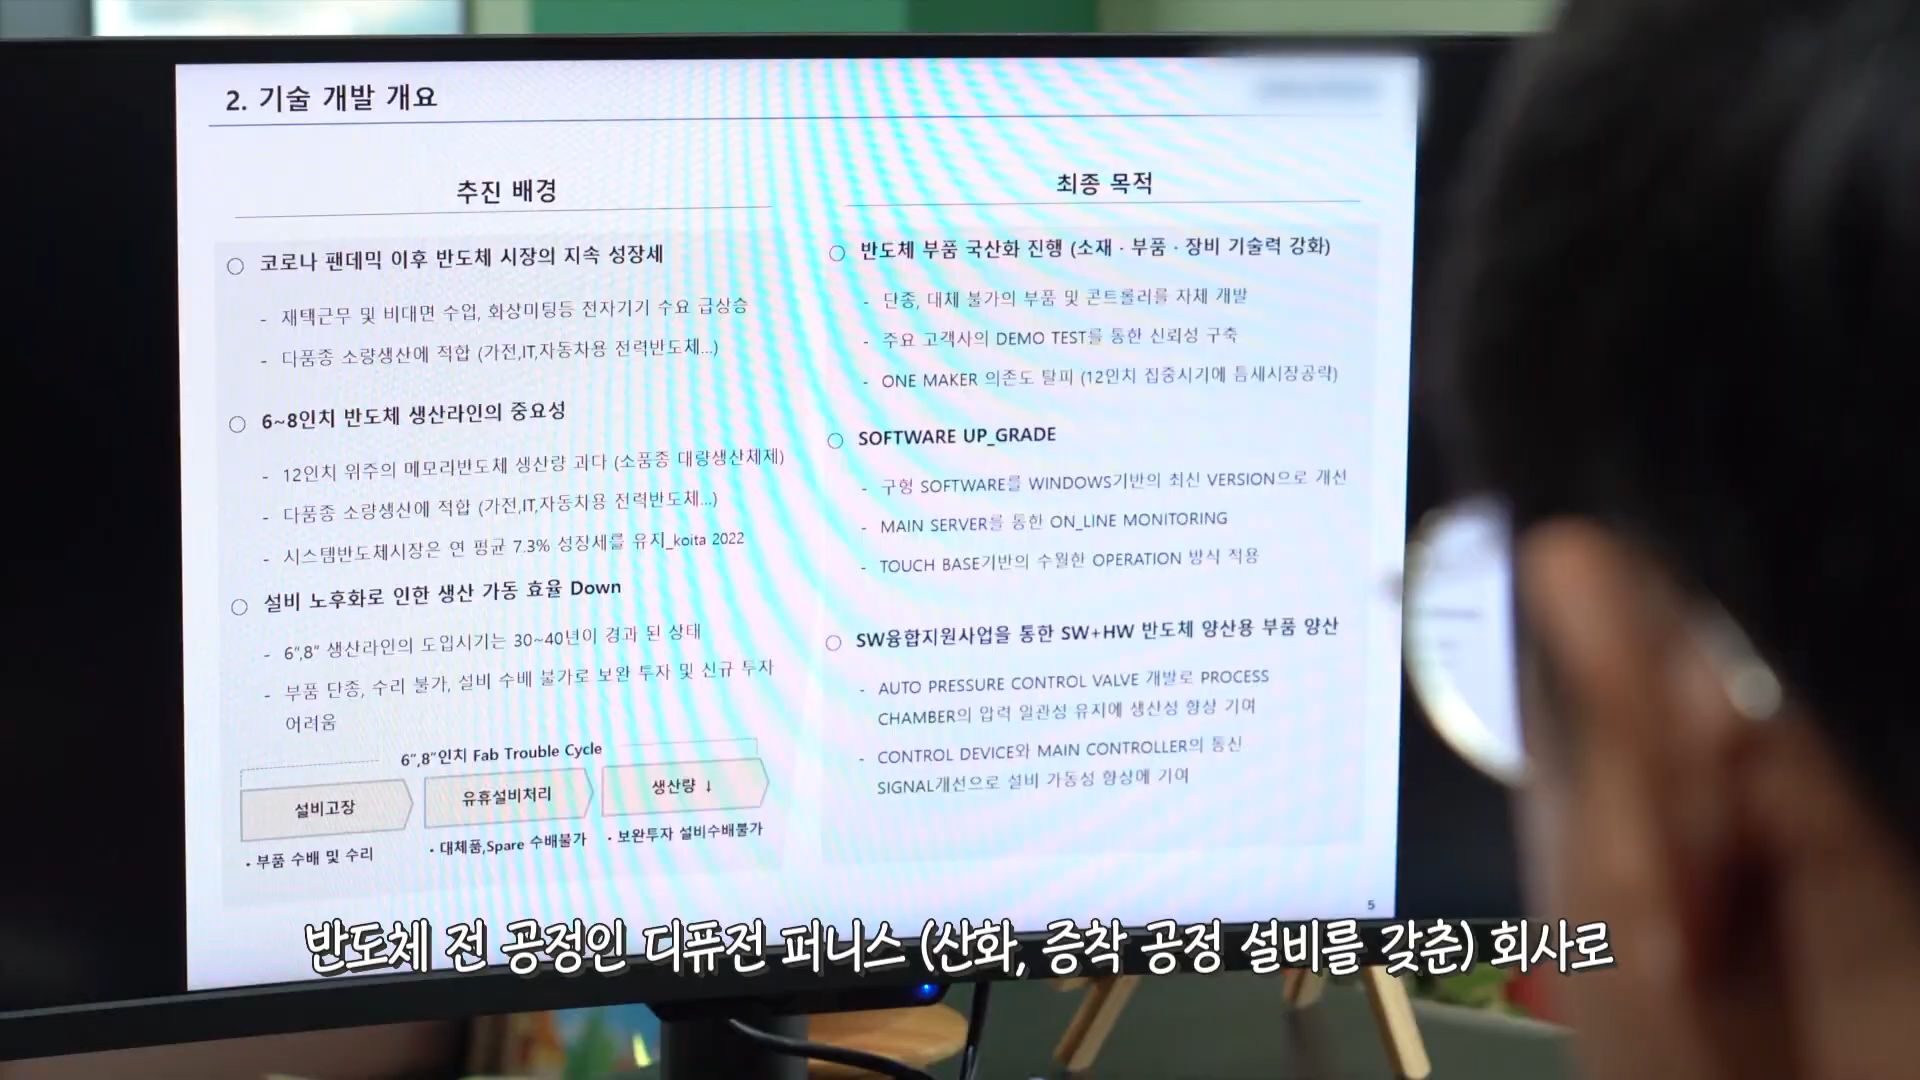 2. 기술 개발 개요
추진 배경
○ 코로나 팬데믹 이후 반도체 시장의 지속 성장세
- 재택근무 및 비대면 수업, 화상미팅등 전자기기 수요 급상승
- 다품종 소량생산에 적합 (가전,IT,자동차용 전력반도체...)
○ 6~8인치 반도체 생산라인의 중요성
- 12인치 위주의 메모리반도체 생산량 과다 (소품종 대량생산체제)
- 다품종 소량생산에 적합 (가전,IT,자동차용 전력반도체...)
- 시스템반도체시장은 연 평균 7.3% 성장세를 유지_koita 2022
○ 설비 노후화로 인한 생산 가동 효율 Down
- 6",8" 생산라인의 도입시기는 30~40년이 경과 된 상태
- 부품 단종, 수리 불가, 설비 수배 불가로 보완 투자 및 신규 투자
어려움
6",8"인치 Fab Trouble Cycle
설비고장
유휴설비처리
생산량 ↓
· 부품 수배 및 수리
· 대체품,Spare 수배불가
· 보완투자 설비수배불가
최종 목적
○ 반도체 부품 국산화 진행 (소재 · 부품 · 장비 기술력 강화)
- 단종, 대체 불가의 부품 및 콘트롤러를 자체 개발
- 주요 고객사의 DEMO TEST를 통한 신뢰성 구축
- ONE MAKER 의존도 탈피 (12인치 집중시기에 틈새시장공략)
○ SOFTWARE UP_GRADE
- 구형 SOFTWARE를 WINDOWS기반의 최신 VERSION으로 개선
- MAIN SERVER를 통한 ON_LINE MONITORING
- TOUCH BASE기반의 수월한 OPERATION 방식 적용
○ SW융합지원사업을 통한 SW+HW 반도체 양산용 부품 양산
- AUTO PRESSURE CONTROL VALVE 개발로 PROCESS
CHAMBER의 압력 일관성 유지에 생산성 향상 기여
- CONTROL DEVICE와 MAIN CONTROLLER의 통신
SIGNAL개선으로 설비 가동성 향상에 기여
5
반도체 전 공정인 디퓨전 퍼니스 (산화, 증착 공정 설비를 갖춘) 회사로